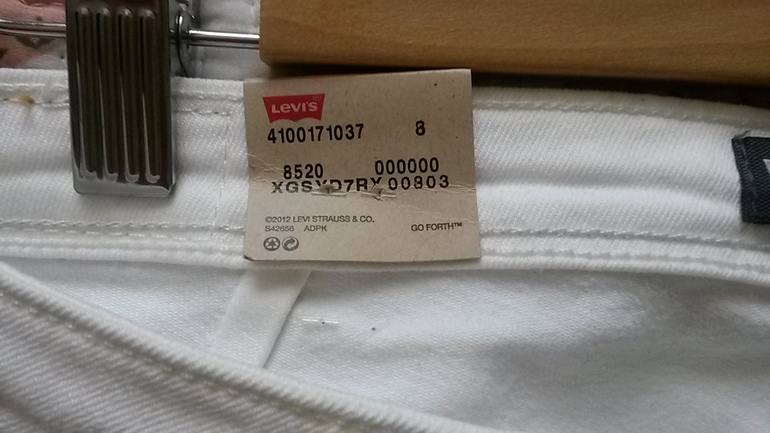 LEVI'S
4100171037 8
8520 000000
00803
©2012 LEVI STRAUSS & CO.
S42656 ADPK GO FORTH™